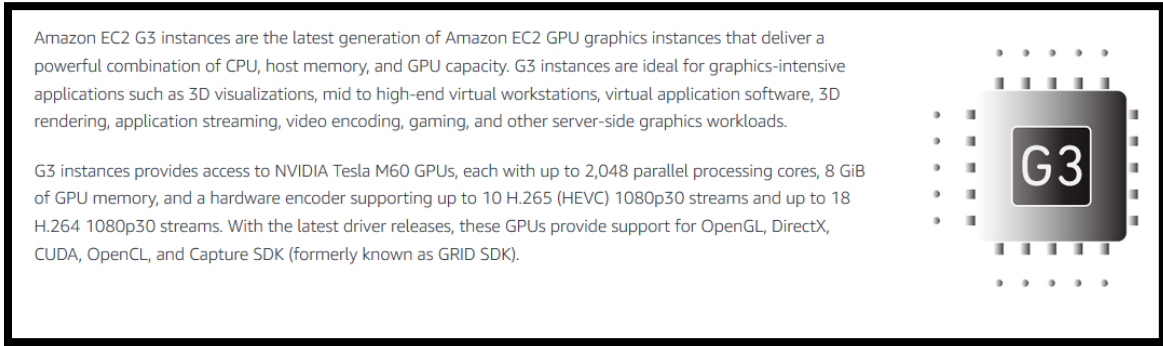 Amazon EC2 G3 instances are the latest generation of Amazon EC2 GPU graphics instances that deliver a
powerful combination of CPU, host memory, and GPU capacity. G3 instances are ideal for graphics-intensive
applications such as 3D visualizations, mid to high-end virtual workstations, virtual application software, 3D
rendering, application streaming, video encoding, gaming, and other server-side graphics workloads.
G3 instances provides access to NVIDIA Tesla M60 GPUs, each with up to 2,048 parallel processing cores, 8 GiB
of GPU memory, and a hardware encoder supporting up to 10 H.265 (HEVC) 1080p30 streams and up to 18
H.264 1080p30 streams. With the latest driver releases, these GPUs provide support for OpenGL, DirectX,
CUDA, OpenCL, and Capture SDK (formerly known as GRID SDK).
G3